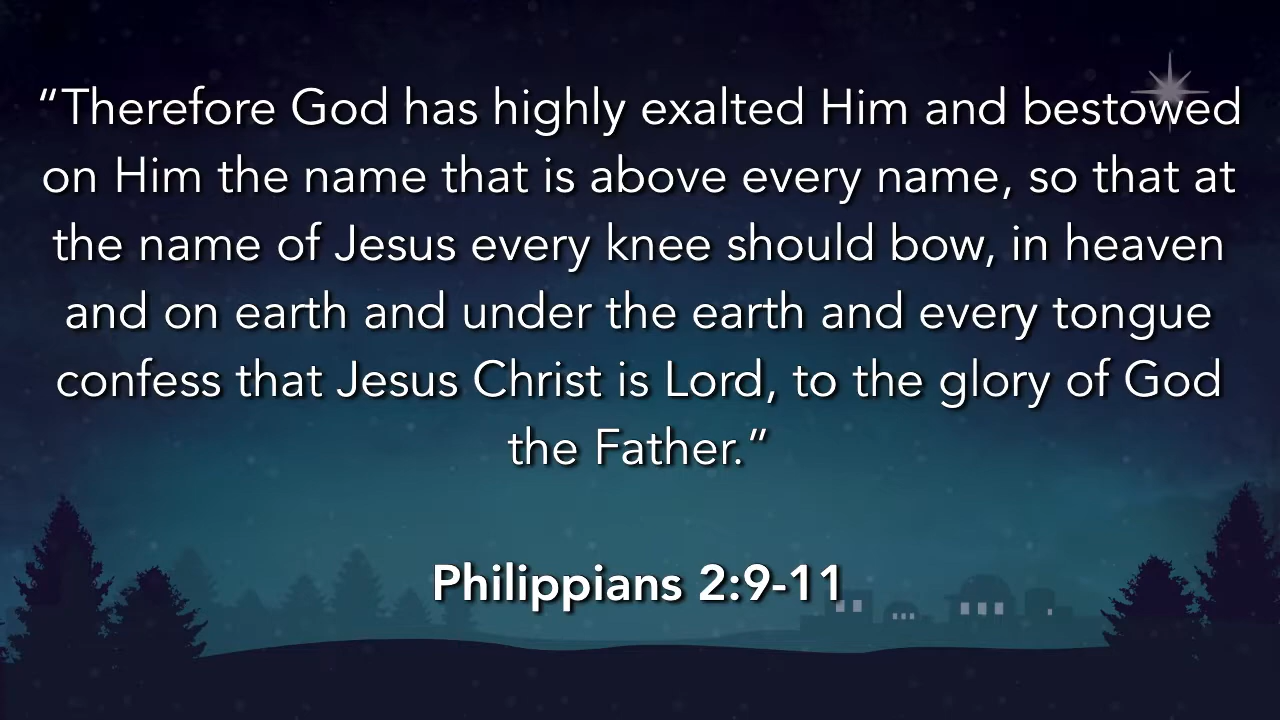 “Therefore God has highly exalted Him and bestowed
on Him the name that is above every name, so that at
the name of Jesus every knee should bow, in heaven
and on earth and under the earth and every tongue
confess that Jesus Christ is Lord, to the glory of God
the Father.”
Philippians 2:9-11